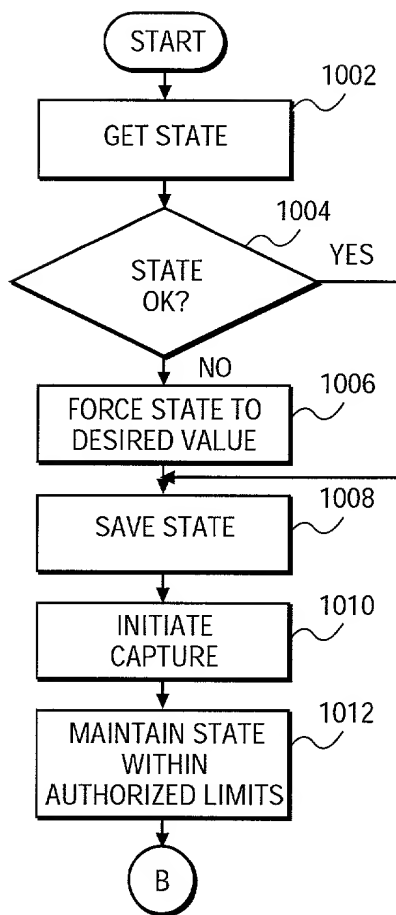 START
1002
GET STATE
1004
STATE
OK?
YES
NO
1006
FORCE STATE TO
DESIRED VALUE
1008
SAVE STATE
1010
INITIATE
CAPTURE
1012
MAINTAIN STATE
WITHIN
AUTHORIZED LIMITS
B